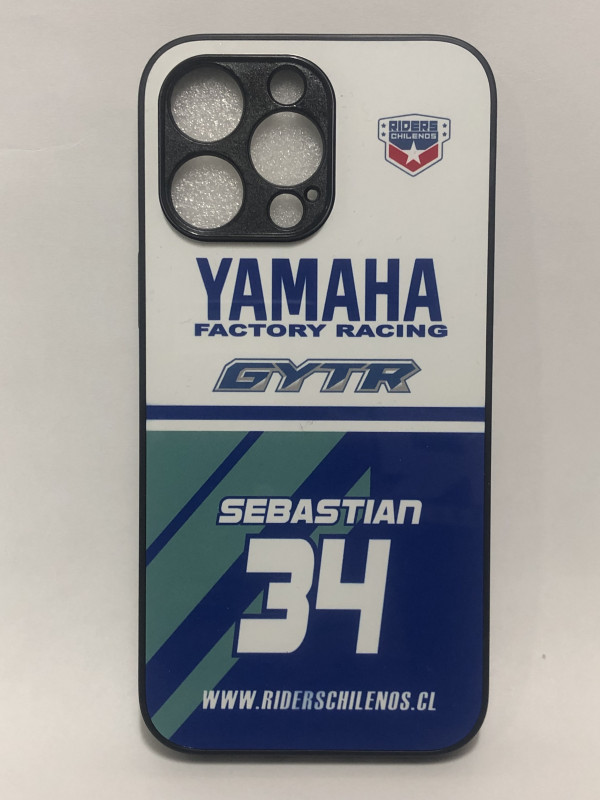 RIDERS
CHILENOS
YAMAHA
FACTORY RACING
GYTR
SEBASTIAN
34
WWW.RIDERSCHILENOS.CL